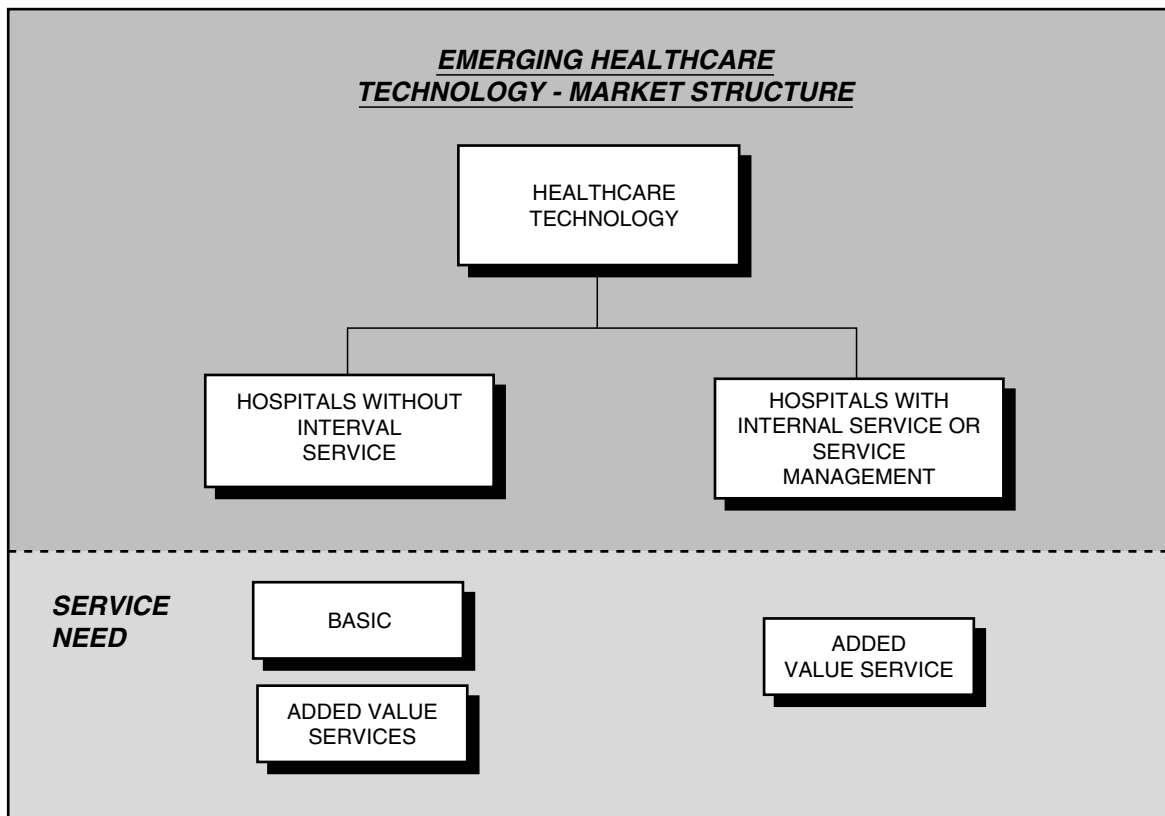 EMERGING HEALTHCARE
TECHNOLOGY - MARKET STRUCTURE
HEALTHCARE
TECHNOLOGY
HOSPITALS WITHOUT
INTERVAL
SERVICE
HOSPITALS WITH
INTERNAL SERVICE OR
SERVICE
MANAGEMENT
SERVICE
NEED
BASIC
ADDED VALUE
SERVICES
ADDED
VALUE SERVICE